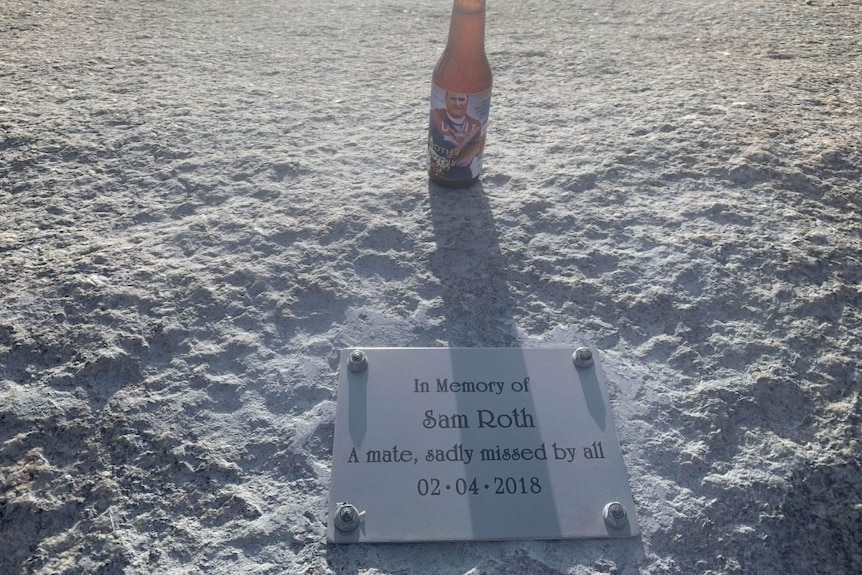 In Memory of
Sam Roth
A mate, sadly missed by all
02•04•2018